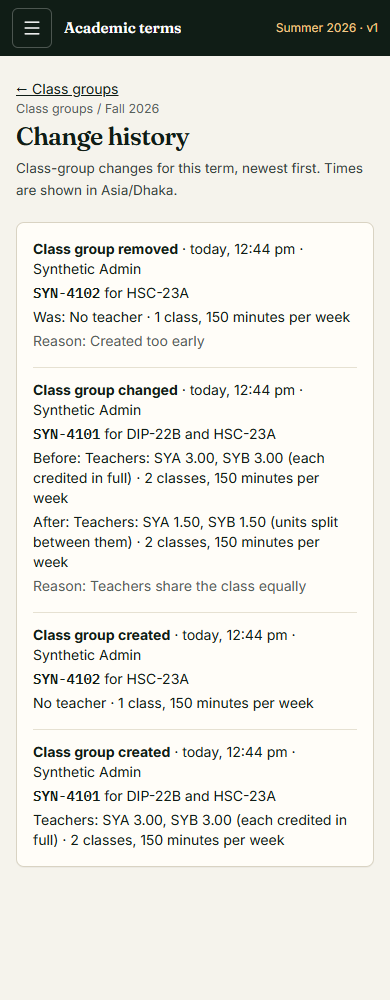 Academic terms
Summer 2026 · v1
← Class groups
Class groups / Fall 2026
Change history
Class-group changes for this term, newest first. Times
are shown in Asia/Dhaka.
Class group removed · today, 12:44 pm ·
Synthetic Admin
SYN-4102 for HSC-23A
Was: No teacher · 1 class, 150 minutes per week
Reason: Created too early
Class group changed · today, 12:44 pm ·
Synthetic Admin
SYN-4101 for DIP-22B and HSC-23A
Before: Teachers: SYA 3.00, SYB 3.00 (each
credited in full) · 2 classes, 150 minutes per
week
After: Teachers: SYA 1.50, SYB 1.50 (units split
between them) · 2 classes, 150 minutes per
week
Reason: Teachers share the class equally
Class group created · today, 12:44 pm ·
Synthetic Admin
SYN-4102 for HSC-23A
No teacher · 1 class, 150 minutes per week
Class group created · today, 12:44 pm ·
Synthetic Admin
SYN-4101 for DIP-22B and HSC-23A
Teachers: SYA 3.00, SYB 3.00 (each credited in
full) · 2 classes, 150 minutes per week